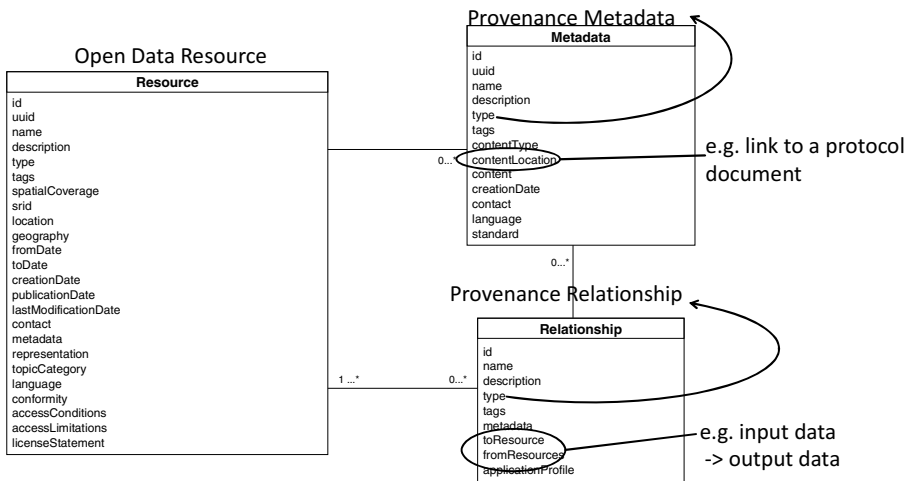 Open Data Resource
Resource
id
uuid
name
description
type
tags
spatialCoverage
srid
location
geography
fromDate
toDate
creationDate
publicationDate
lastModificationDate
contact
metadata
representation
topicCategory
language
conformity
accessConditions
accessLimitations
licenseStatement
Provenance Metadata
Metadata
id
uuid
name
description
type
tags
contentType
contentLocation
content
creationDate
contact
language
standard
0...*
e.g. link to a protocol
document
0...*
Provenance Relationship
Relationship
id
name
description
type
tags
metadata
toResource
fromResources
applicationProfile
1 ...*
0...*
e.g. input data
-> output data